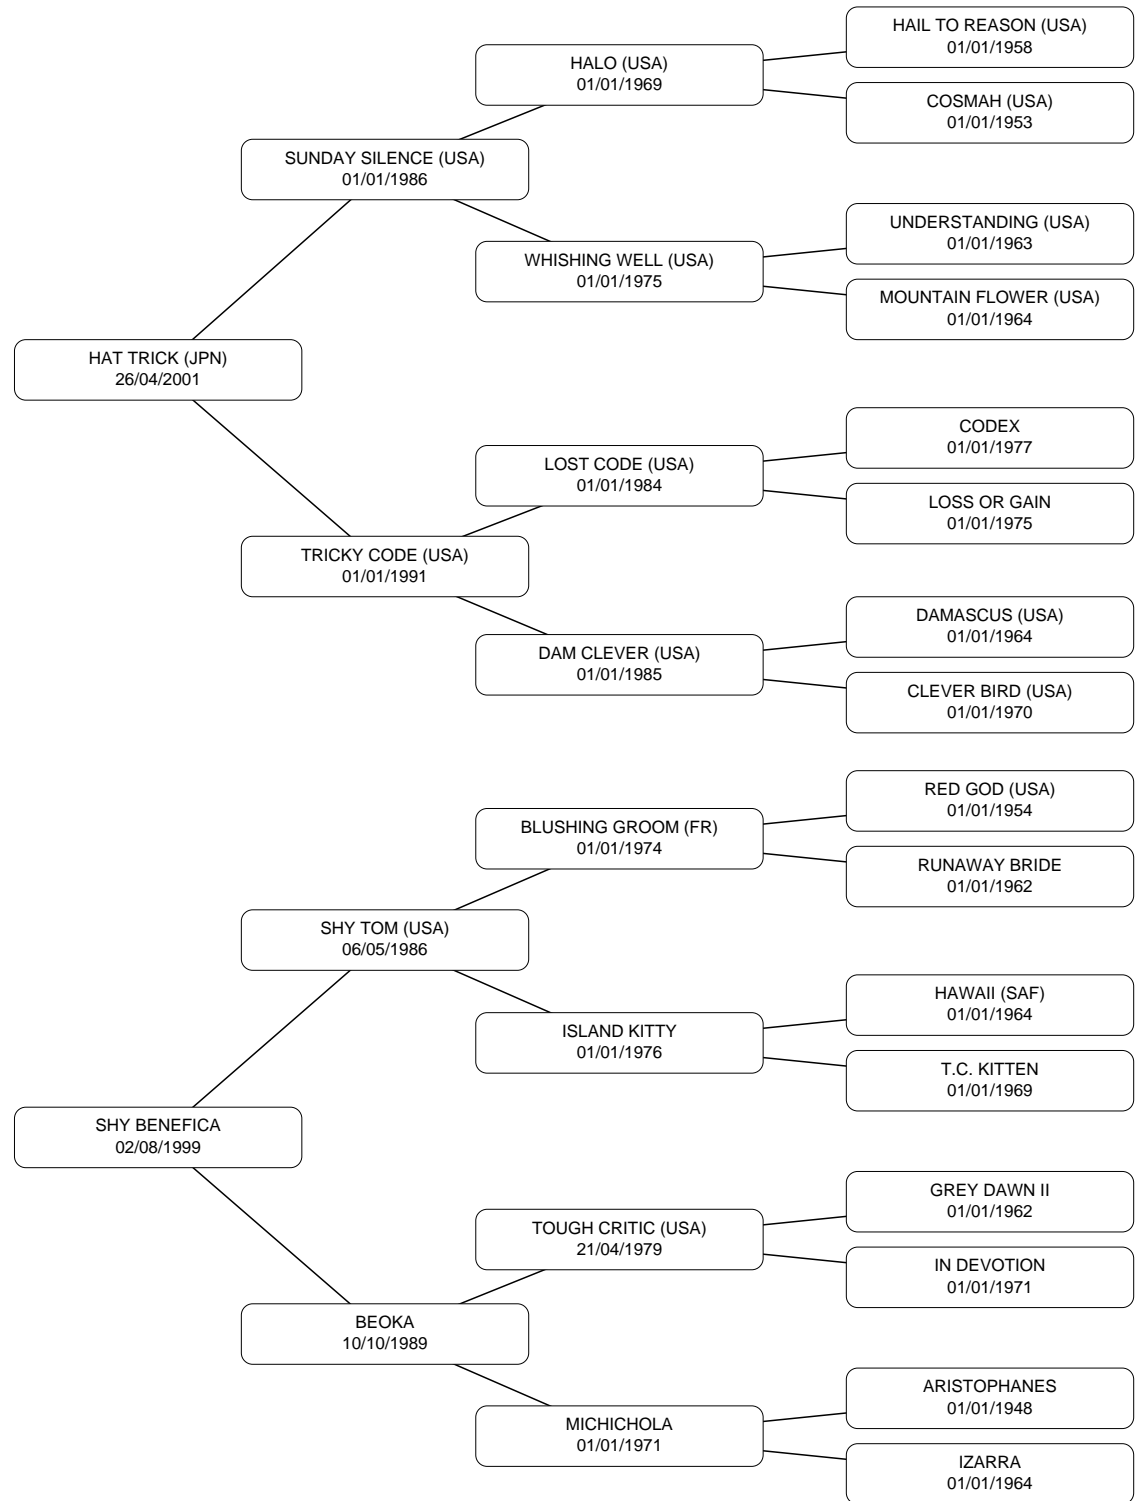 HAIL TO REASON (USA)
01/01/1958
HALO (USA)
01/01/1969
COSMAH (USA)
01/01/1953
SUNDAY SILENCE (USA)
01/01/1986
UNDERSTANDING (USA)
01/01/1963
WHISHING WELL (USA)
01/01/1975
MOUNTAIN FLOWER (USA)
01/01/1964
HAT TRICK (JPN)
26/04/2001
CODEX
01/01/1977
LOST CODE (USA)
01/01/1984
LOSS OR GAIN
01/01/1975
TRICKY CODE (USA)
01/01/1991
DAMASCUS (USA)
01/01/1964
DAM CLEVER (USA)
01/01/1985
CLEVER BIRD (USA)
01/01/1970
RED GOD (USA)
01/01/1954
BLUSHING GROOM (FR)
01/01/1974
RUNAWAY BRIDE
01/01/1962
SHY TOM (USA)
06/05/1986
HAWAII (SAF)
01/01/1964
ISLAND KITTY
01/01/1976
T.C. KITTEN
01/01/1969
SHY BENEFICA
02/08/1999
GREY DAWN II
01/01/1962
TOUGH CRITIC (USA)
21/04/1979
IN DEVOTION
01/01/1971
BEOKA
10/10/1989
ARISTOPHANES
01/01/1948
MICHICHOLA
01/01/1971
IZARRA
01/01/1964